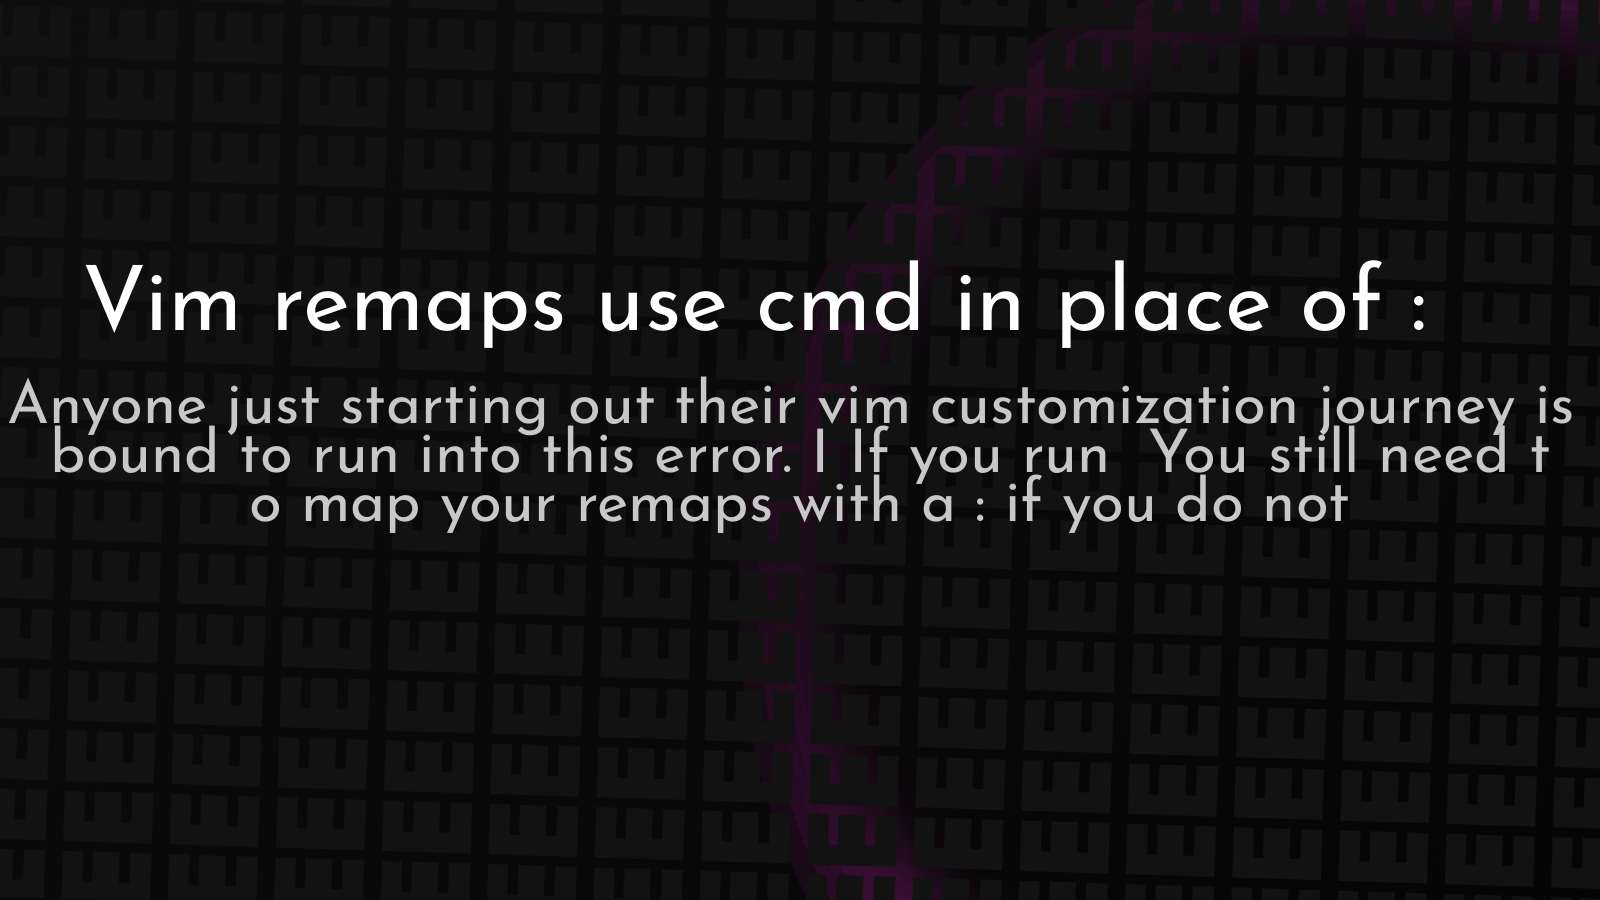 Vim remaps use cmd in place of :
Anyone just starting out their vim customization journey is
bound to run into this error. I If you run  You still need t
o map your remaps with a : if you do not